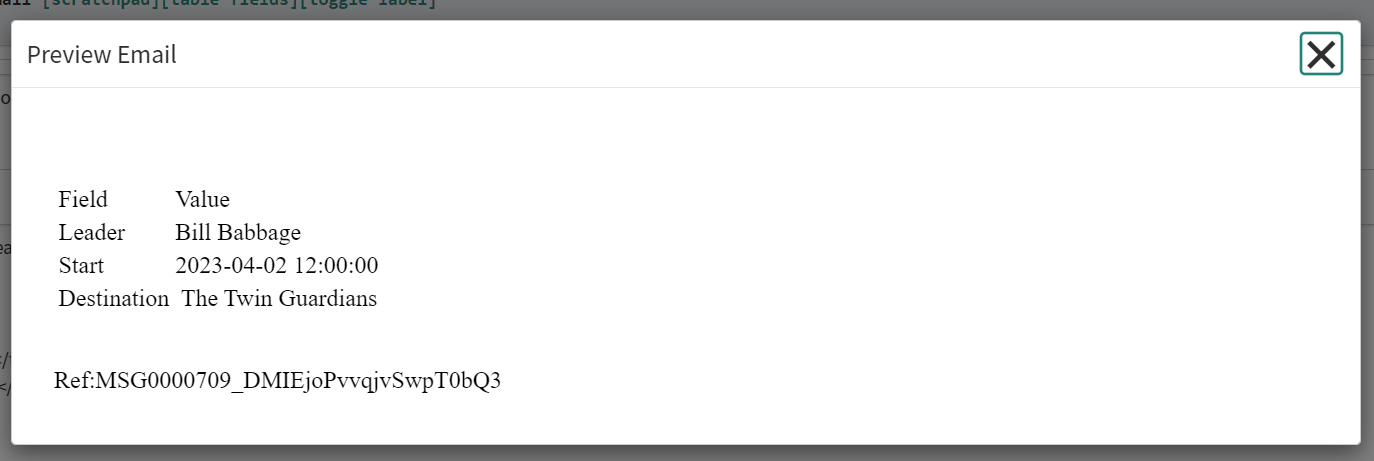 [scratchpad][table fields][toggle label]
Preview Email
Field Value
Leader Bill Babbage
Start 2023-04-02 12:00:00
Destination The Twin Guardians
Ref:MSG0000709_DMIEjoPvvqjvSwpT0bQ3